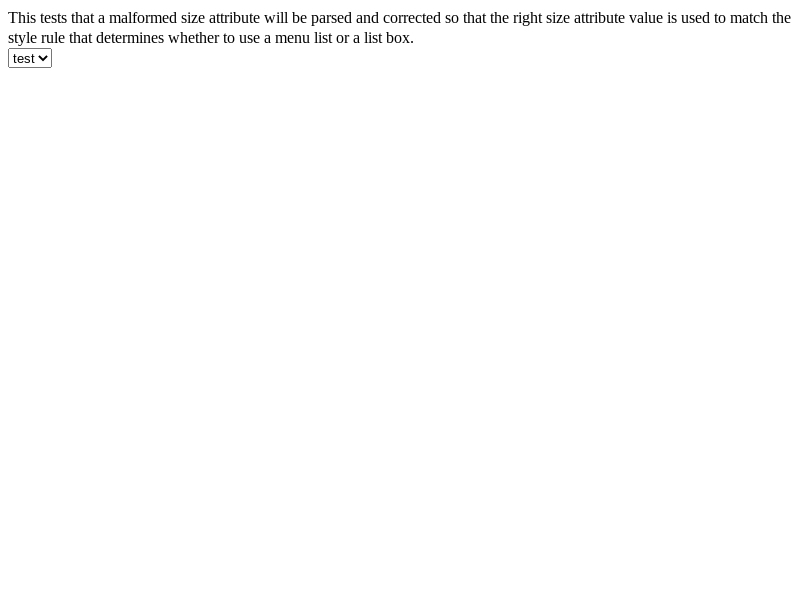 This tests that a malformed size attribute will be parsed and corrected so that the right size attribute value is used to match the
style rule that determines whether to use a menu list or a list box.
test